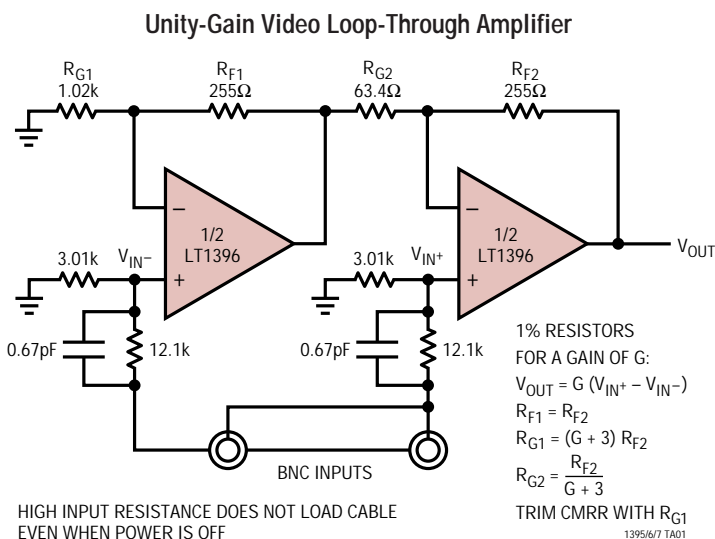 Unity-Gain Video Loop-Through Amplifier
RG1
1.02k
RF1
255Ω
RG2
63.4Ω
RF2
255Ω
–
1/2
LT1396
+
–
1/2
LT1396
+
VOUT
3.01k
VIN–
3.01k
VIN+
0.67pF
12.1k
0.67pF
12.1k
BNC INPUTS
1% RESISTORS
FOR A GAIN OF G:
VOUT = G (VIN+ – VIN–)
RF1 = RF2
RG1 = (G + 3) RF2
RG2 = RF2
G + 3
TRIM CMRR WITH RG1
HIGH INPUT RESISTANCE DOES NOT LOAD CABLE
EVEN WHEN POWER IS OFF
1395/6/7 TA01